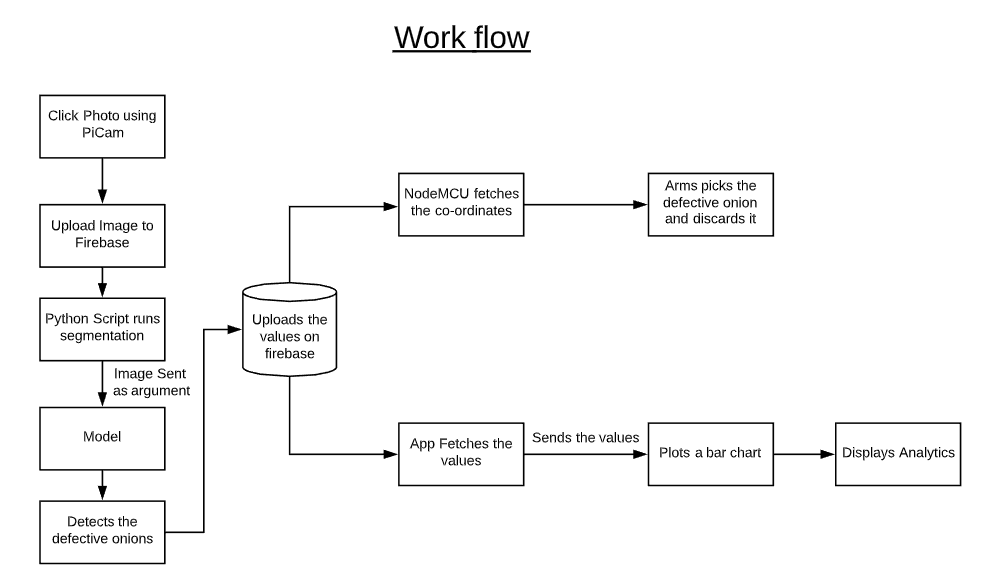 Work flow
Click Photo using
PiCam
Upload Image to
Firebase
Python Script runs
segmentation
Image Sent
as argument
Model
Detects the
defective onions
Uploads the
values on
firebase
NodeMCU fetches
the co-ordinates
Arms picks the
defective onion
and discards it
App Fetches the
values
Sends the values
Plots a bar chart
Displays Analytics